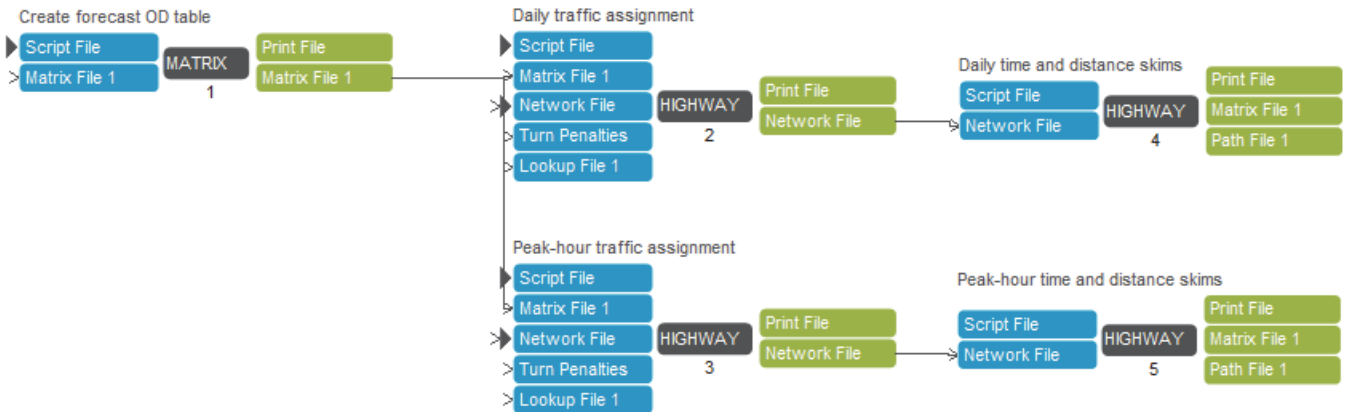 Create forecast OD table
Script File
Matrix File 1
MATRIX
1
Print File
Matrix File 1
Daily traffic assignment
Script File
Matrix File 1
Network File
Turn Penalties
Lookup File 1
HIGHWAY
2
Print File
Network File
Daily time and distance skims
Script File
Network File
HIGHWAY
4
Print File
Matrix File 1
Path File 1
Peak-hour traffic assignment
Script File
Matrix File 1
Network File
Turn Penalties
Lookup File 1
HIGHWAY
3
Print File
Network File
Peak-hour time and distance skims
Script File
Network File
HIGHWAY
5
Print File
Matrix File 1
Path File 1